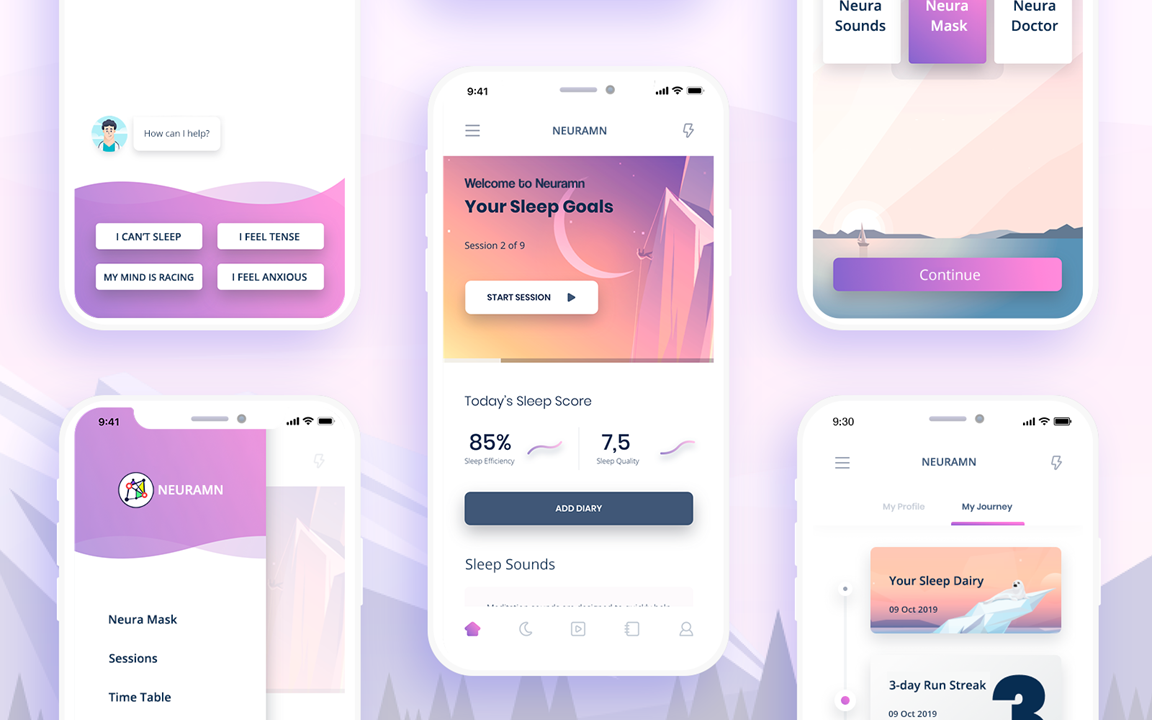 How can I help?
I CAN'T SLEEP
I FEEL TENSE
MY MIND IS RACING
I FEEL ANXIOUS
9:41
NEURAMN
Neura Mask
Sessions
Time Table
9:41
NEURAMN
Welcome to Neuramn
Your Sleep Goals
Session 2 of 9
START SESSION
Today's Sleep Score
85%
Sleep Efficiency
7,5
Sleep Quality
ADD DIARY
Sleep Sounds
Neura
Sounds
Neura
Mask
Neura
Doctor
Continue
9:30
NEURAMN
My Profile
My Journey
Your Sleep Dairy
09 Oct 2019
3-day Run Streak
3
09 Oct 2019